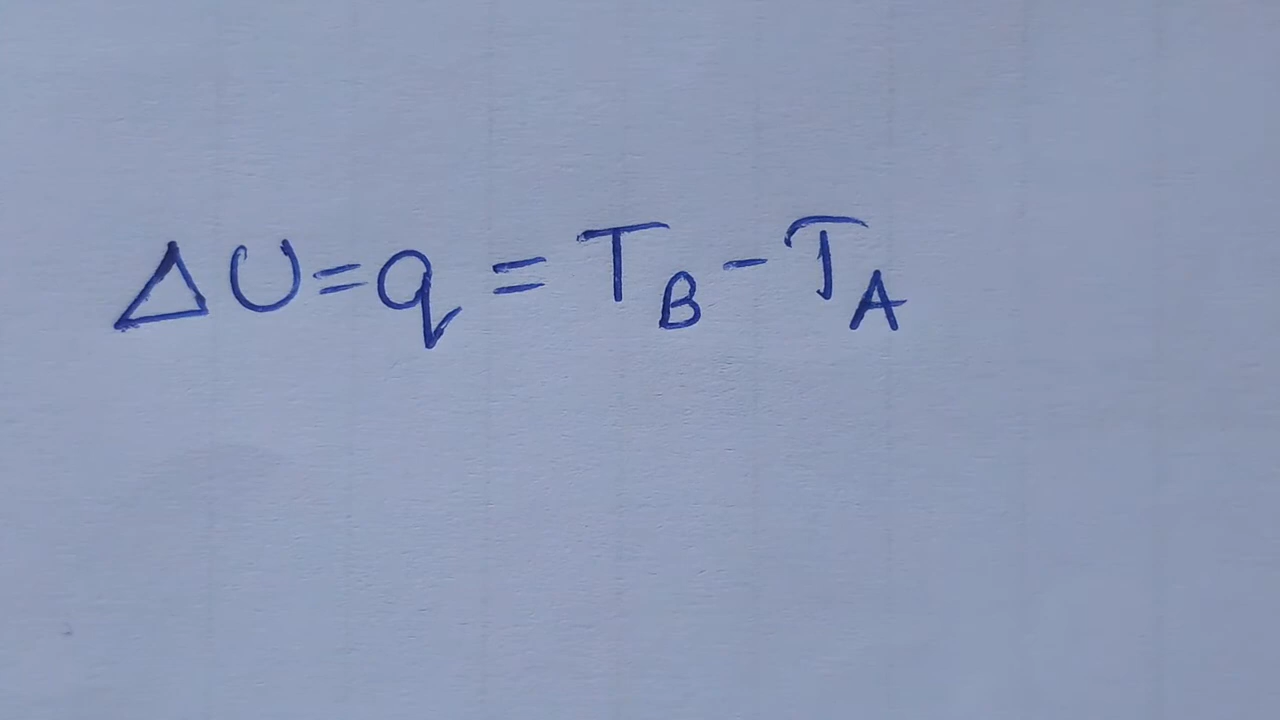 ΔU = q = T_B - T_A